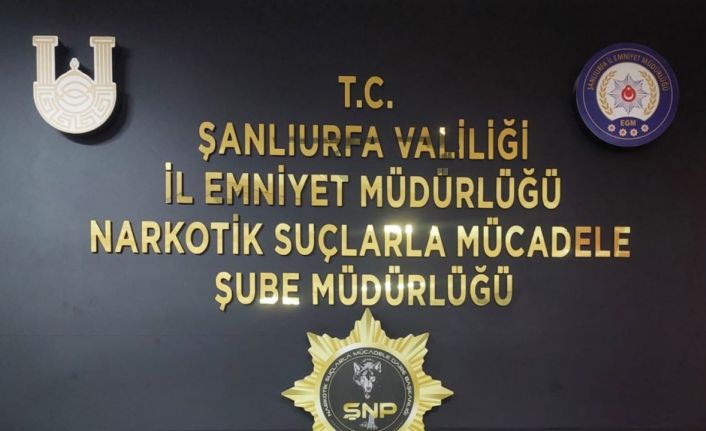 T.C.
ŞANLIURFA VALİLİĞİ
İL EMNİYET MÜDÜRLÜĞÜ
NARKOTİK SUÇLARLA MÜCADELE
ŞUBE MÜDÜRLÜĞÜ
ŞANLIURFA İL EMNİYET MÜDÜRLÜĞÜ
EGM
NARKOTİK SUÇLARLA MÜCADELE DAİRE BAŞKANLIĞI
ŞNP